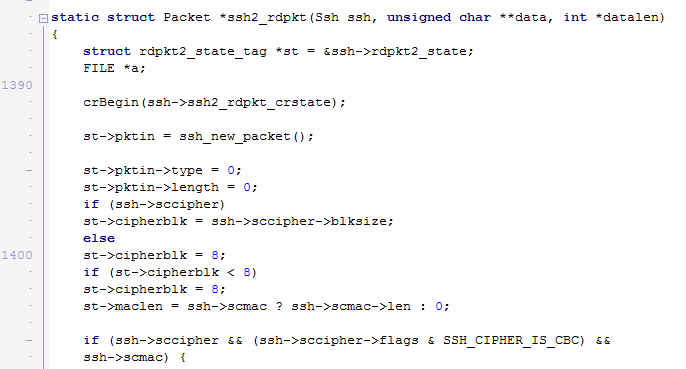 static struct Packet *ssh2_rdpkt(Ssh ssh, unsigned char **data, int *datalen)
{
struct rdpkt2_state_tag *st = &ssh->rdpkt2_state;
FILE *a;
1390
crBegin(ssh->ssh2_rdpkt_crstate);
st->pktin = ssh_new_packet();
st->pktin->type = 0;
st->pktin->length = 0;
if (ssh->sccipher)
st->cipherblk = ssh->sccipher->blksize;
else
1400 st->cipherblk = 8;
if (st->cipherblk < 8)
st->cipherblk = 8;
st->maclen = ssh->scmac ? ssh->scmac->len : 0;
if (ssh->sccipher && (ssh->sccipher->flags & SSH_CIPHER_IS_CBC) &&
ssh->scmac) {